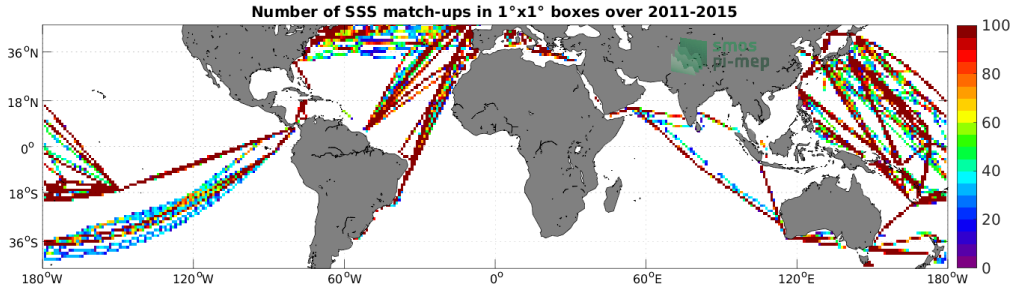 Number of SSS match-ups in 1°x1° boxes over 2011-2015
36°N
18°N
0°
18°S
36°S
180°W
120°W
60°W
0°
60°E
120°E
180°W
100
80
60
40
20
0
smos
pi-mep